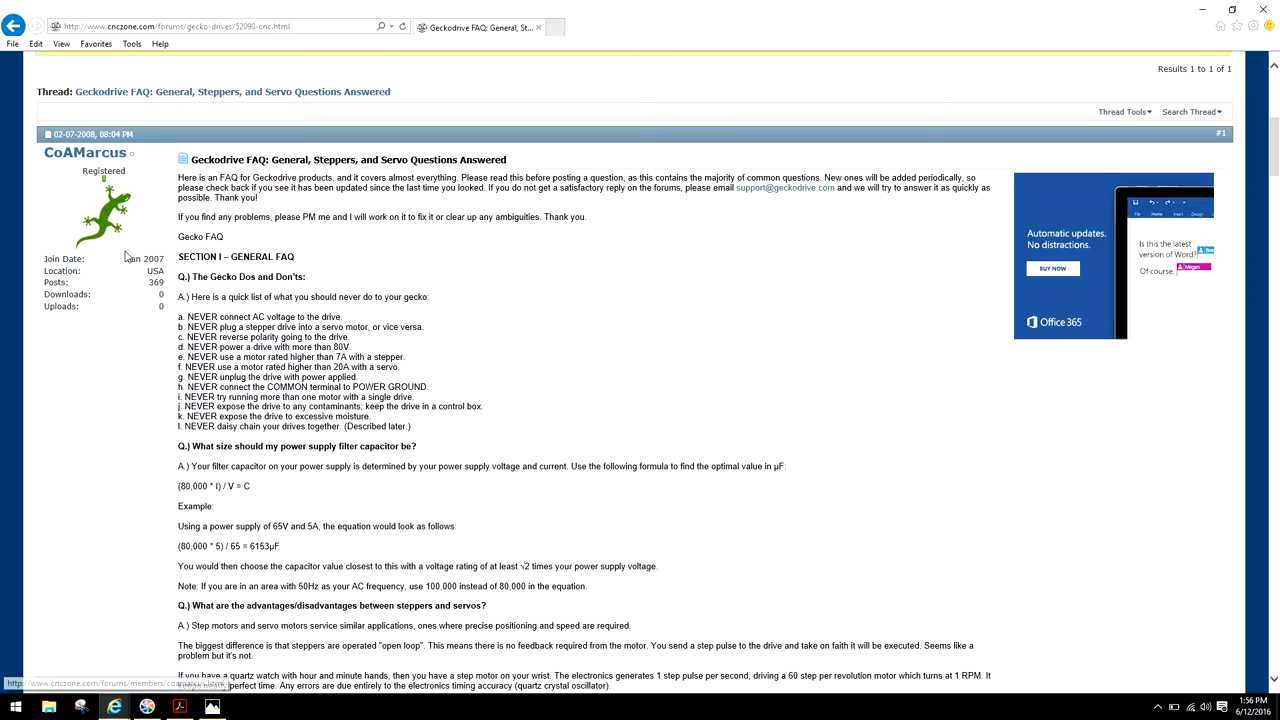 http://www.cnczone.com/forums/gecko-drives/52090-cnc.html
Geckodrive FAQ: General, St...
File Edit View Favorites Tools Help
Results 1 to 1 of 1
Thread: Geckodrive FAQ: General, Steppers, and Servo Questions Answered
Thread Tools Search Thread
02-07-2008, 08:04 PM #1
CoAMarcus
Registered
Join Date: Jan 2007
Location: USA
Posts: 369
Downloads: 0
Uploads: 0
Geckodrive FAQ: General, Steppers, and Servo Questions Answered
Here is an FAQ for Geckodrive products, and it covers almost everything. Please read this before posting a question, as this contains the majority of common questions. New ones will be added periodically, so
please check back if you see it has been updated since the last time you looked. If you do not get a satisfactory reply on the forums, please email support@geckodrive.com and we will try to answer it as quickly as
possible. Thank you!
If you find any problems, please PM me and I will work on it to fix it or clear up any ambiguities. Thank you.
Gecko FAQ
SECTION I – GENERAL FAQ
Q.) The Gecko Dos and Don'ts:
A.) Here is a quick list of what you should never do to your gecko:
a. NEVER connect AC voltage to the drive.
b. NEVER plug a stepper drive into a servo motor, or vice versa.
c. NEVER reverse polarity going to the drive.
d. NEVER power a drive with more than 80V.
e. NEVER use a motor rated higher than 7A with a stepper.
f. NEVER use a motor rated higher than 20A with a servo.
g. NEVER unplug the drive with power applied.
h. NEVER connect the COMMON terminal to POWER GROUND.
i. NEVER try running more than one motor with a single drive.
j. NEVER expose the drive to any contaminants; keep the drive in a control box.
k. NEVER expose the drive to excessive moisture.
l. NEVER daisy chain your drives together. (Described later.)
Q.) What size should my power supply filter capacitor be?
A.) Your filter capacitor on your power supply is determined by your power supply voltage and current. Use the following formula to find the optimal value in µF:
(80,000 * I) / V = C
Example:
Using a power supply of 65V and 5A, the equation would look as follows:
(80,000 * 5) / 65 = 6153µF
You would then choose the capacitor value closest to this with a voltage rating of at least √2 times your power supply voltage.
Note: If you are in an area with 50Hz as your AC frequency, use 100,000 instead of 80,000 in the equation.
Q.) What are the advantages/disadvantages between steppers and servos?
A.) Step motors and servo motors service similar applications, ones where precise positioning and speed are required.
The biggest difference is that steppers are operated "open loop". This means there is no feedback required from the motor. You send a step pulse to the drive and take on faith it will be executed. Seems like a
problem but it's not.
If you have a quartz watch with hour and minute hands, then you have a step motor on your wrist. The electronics generates 1 step pulse per second, driving a 60 step per revolution motor which turns at 1 RPM. It
perfect time. Any errors are due entirely to the electronics timing accuracy (quartz crystal oscillator).
Automatic updates.
No distractions.
BUY NOW
Office 365
File Home Insert Design
Is this the latest
version of Word?
Of course. Megan
http://www.cnczone.com/forums/members/coamarcus.html
1:56 PM
6/12/2016